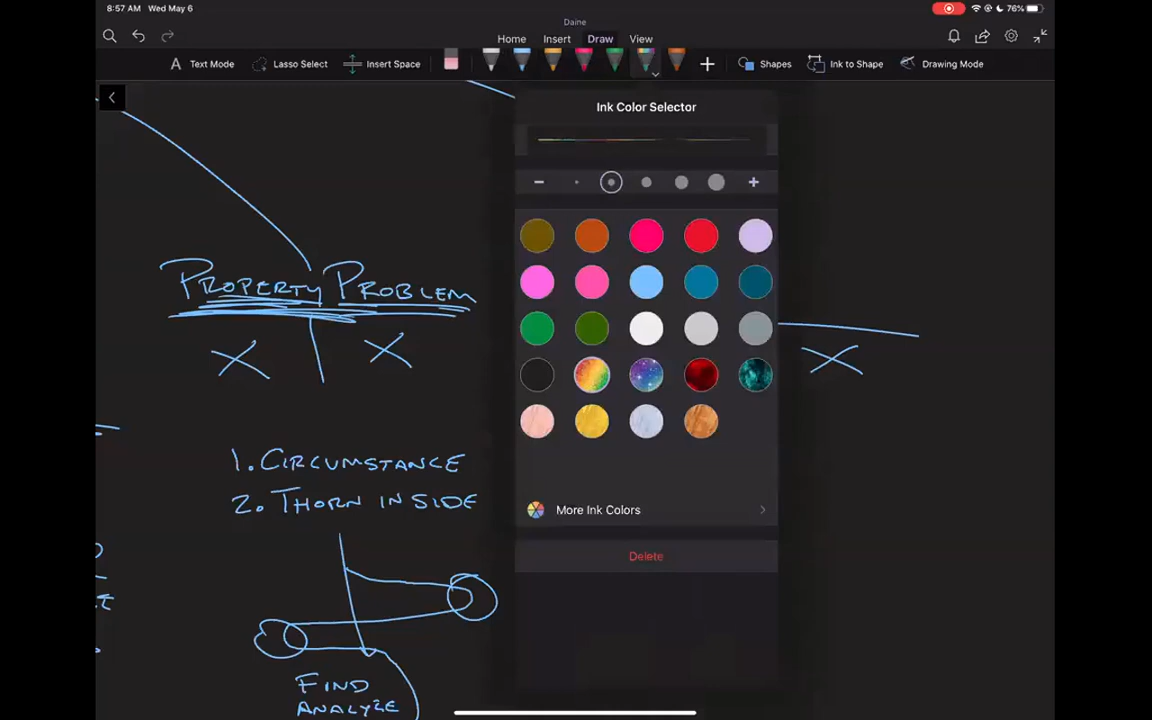 8:57 AM Wed May 6
76%
Daine
Home Insert Draw View
Text Mode Lasso Select Insert Space Shapes Ink to Shape Drawing Mode
Ink Color Selector
PROPERTY PROBLEM
X X X
1. CIRCUMSTANCE
2. THORN IN SIDE
More Ink Colors
Delete
FIND
ANALYZE